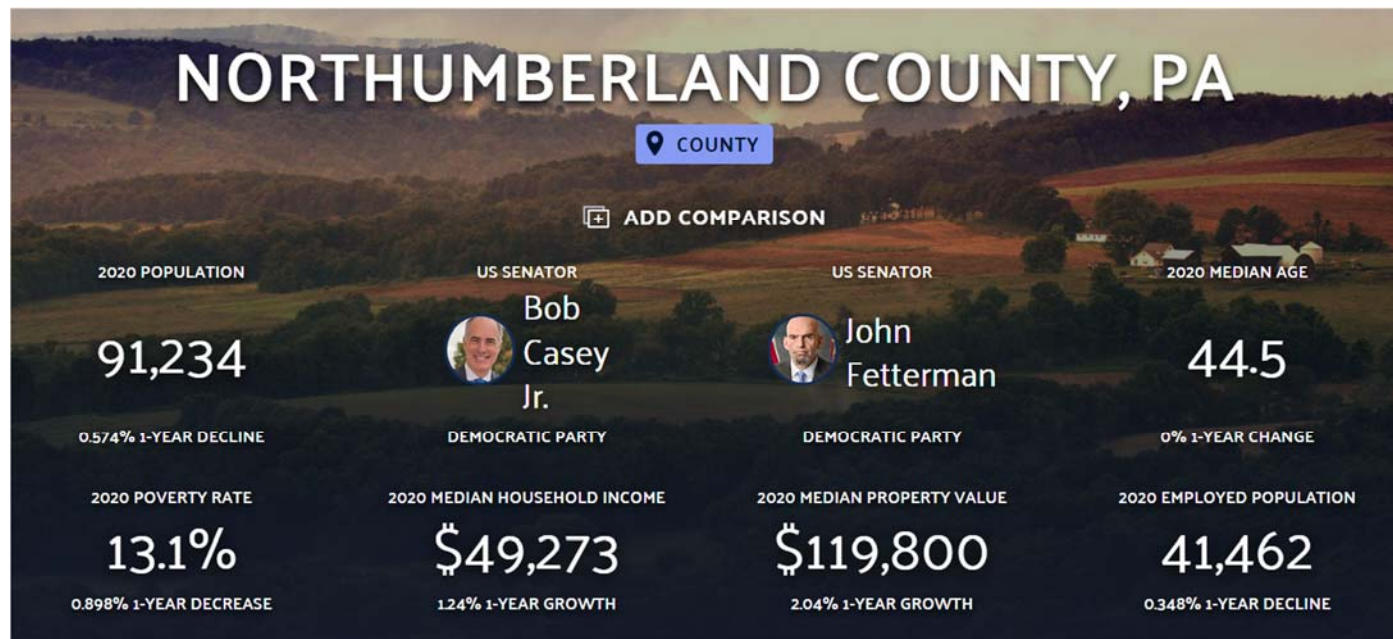 NORTHUMBERLAND COUNTY, PA
COUNTY
ADD COMPARISON
2020 POPULATION
91,234
0.574% 1-YEAR DECLINE
US SENATOR
Bob
Casey
Jr.
DEMOCRATIC PARTY
US SENATOR
John
Fetterman
DEMOCRATIC PARTY
2020 MEDIAN AGE
44.5
0% 1-YEAR CHANGE
2020 POVERTY RATE
13.1%
0.898% 1-YEAR DECREASE
2020 MEDIAN HOUSEHOLD INCOME
$49,273
1.24% 1-YEAR GROWTH
2020 MEDIAN PROPERTY VALUE
$119,800
2.04% 1-YEAR GROWTH
2020 EMPLOYED POPULATION
41,462
0.348% 1-YEAR DECLINE